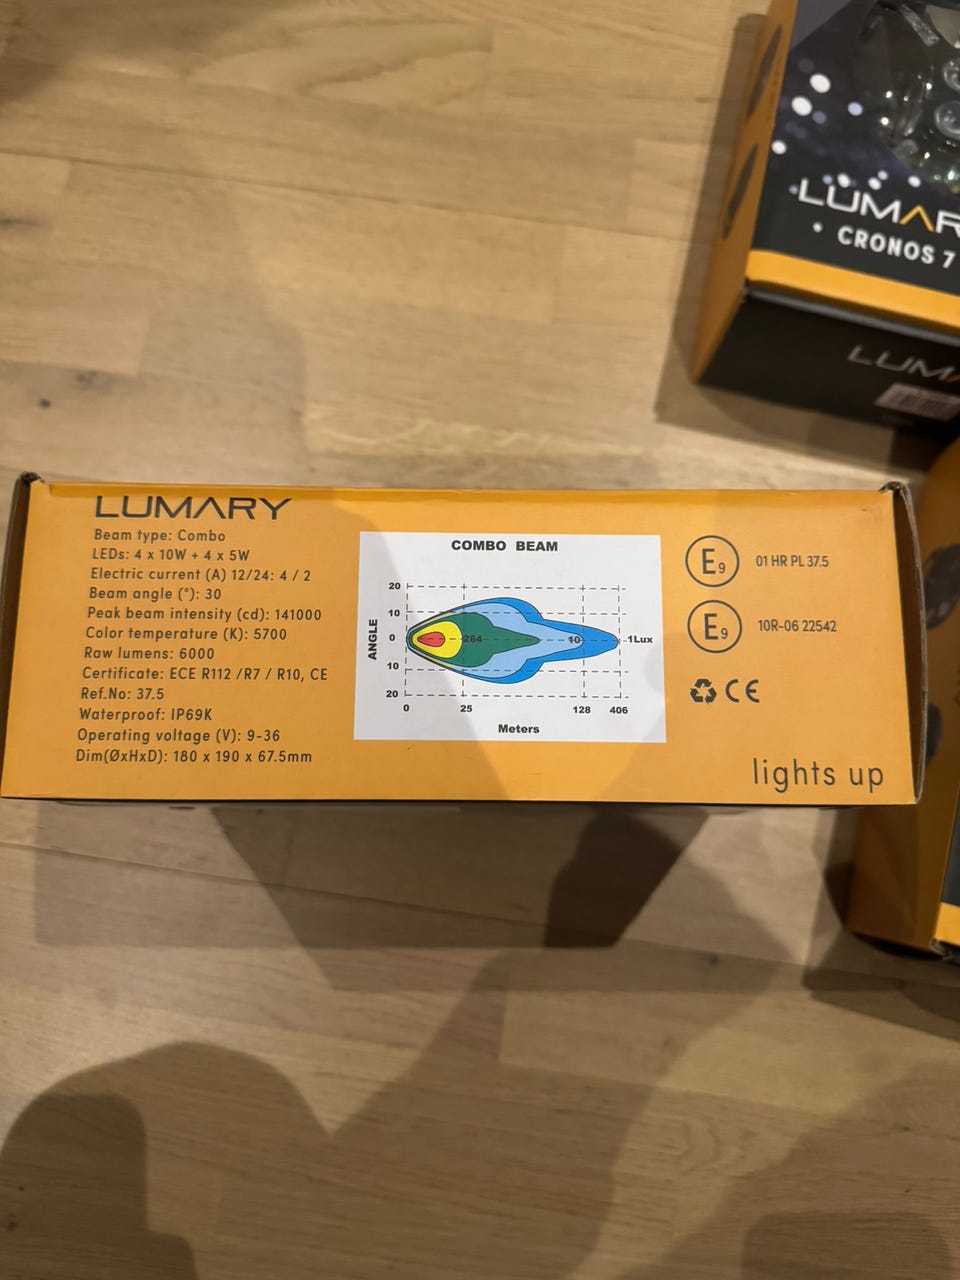 LUMARY
CRONOS 7
LUMA
LUMARY
Beam type: Combo
LEDs: 4 x 10W + 4 x 5W
Electric current (A) 12/24: 4 / 2
Beam angle (°): 30
Peak beam intensity (cd): 141000
Color temperature (K): 5700
Raw lumens: 6000
Certificate: ECE R112 /R7 / R10, CE
Ref.No: 37.5
Waterproof: IP69K
Operating voltage (V): 9-36
Dim(ØxHxD): 180 x 190 x 67.5mm
COMBO BEAM
ANGLE
20
10
0
10
20
264
10
1Lux
0 25 128 406
Meters
E9 01 HR PL 37.5
E9 10R-06 22542
CE
lights up